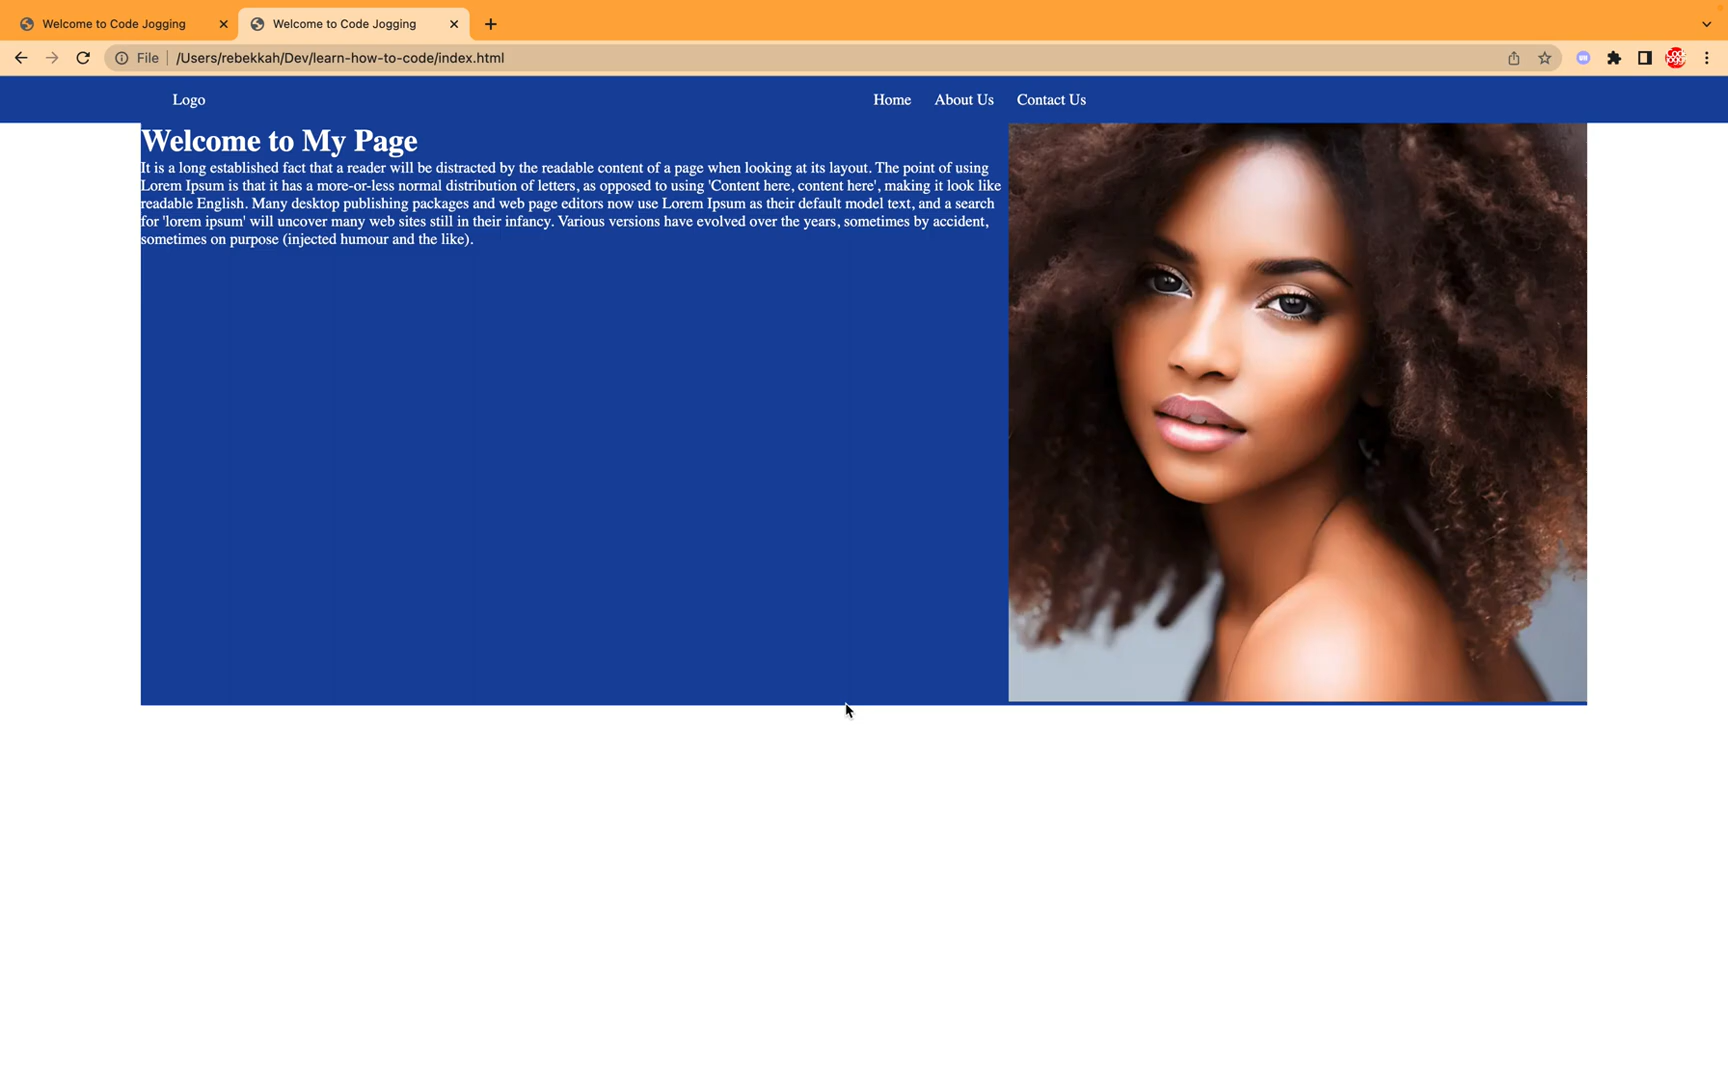 Welcome to Code Jogging
Welcome to Code Jogging
File
/Users/rebekkah/Dev/learn-how-to-code/index.html
Logo
Home
About Us
Contact Us
Welcome to My Page
It is a long established fact that a reader will be distracted by the readable content of a page when looking at its layout. The point of using
Lorem Ipsum is that it has a more-or-less normal distribution of letters, as opposed to using 'Content here, content here', making it look like
readable English. Many desktop publishing packages and web page editors now use Lorem Ipsum as their default model text, and a search
for 'lorem ipsum' will uncover many web sites still in their infancy. Various versions have evolved over the years, sometimes by accident,
sometimes on purpose (injected humour and the like).